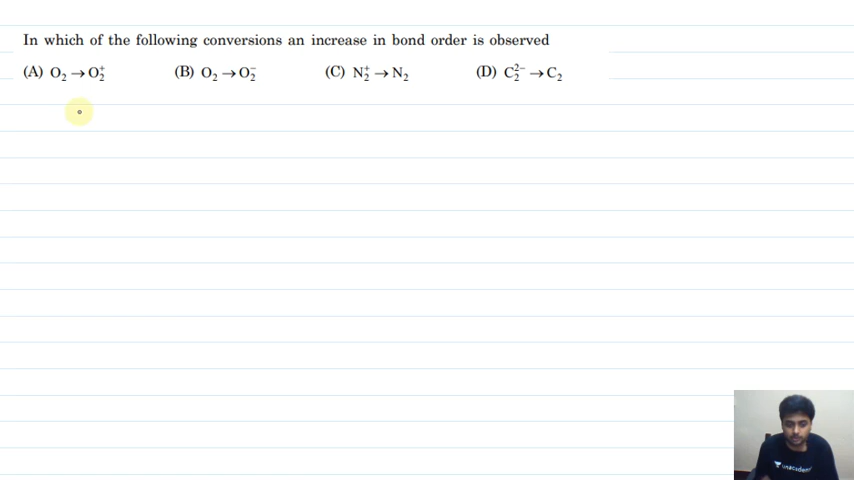 In which of the following conversions an increase in bond order is observed
(A) O₂ → O₂⁺ (B) O₂ → O₂⁻ (C) N₂⁺ → N₂ (D) C₂²⁻ → C₂
unacademy